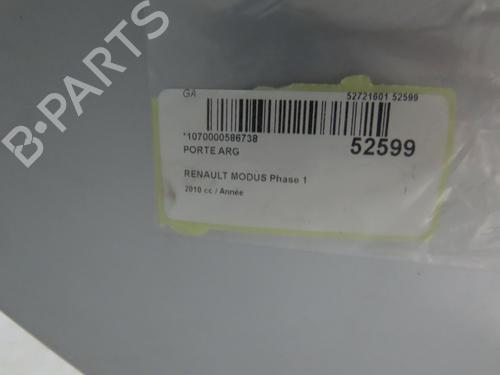 B-PARTS
GA
52721601 52599
*1070000586738
52599
PORTE ARG
RENAULT MODUS Phase 1
2010 cc / Année